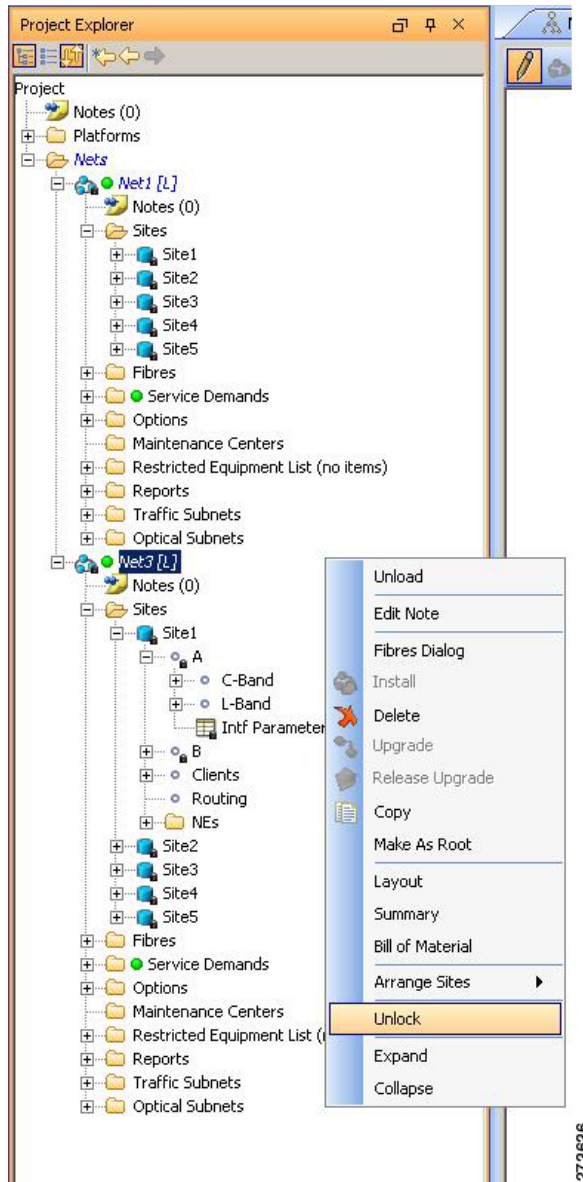 Project Explorer
Project
Notes (0)
Platforms
Nets
Net1 [L]
Notes (0)
Sites
Site1
Site2
Site3
Site4
Site5
Fibres
Service Demands
Options
Maintenance Centers
Restricted Equipment List (no items)
Reports
Traffic Subnets
Optical Subnets
Net3 [L]
Notes (0)
Sites
Site1
A
C-Band
L-Band
Intf Parameter
B
Clients
Routing
NEs
Site2
Site3
Site4
Site5
Fibres
Service Demands
Options
Maintenance Centers
Restricted Equipment List (
Reports
Traffic Subnets
Optical Subnets
Unload
Edit Note
Fibres Dialog
Install
Delete
Upgrade
Release Upgrade
Copy
Make As Root
Layout
Summary
Bill of Material
Arrange Sites
Unlock
Expand
Collapse